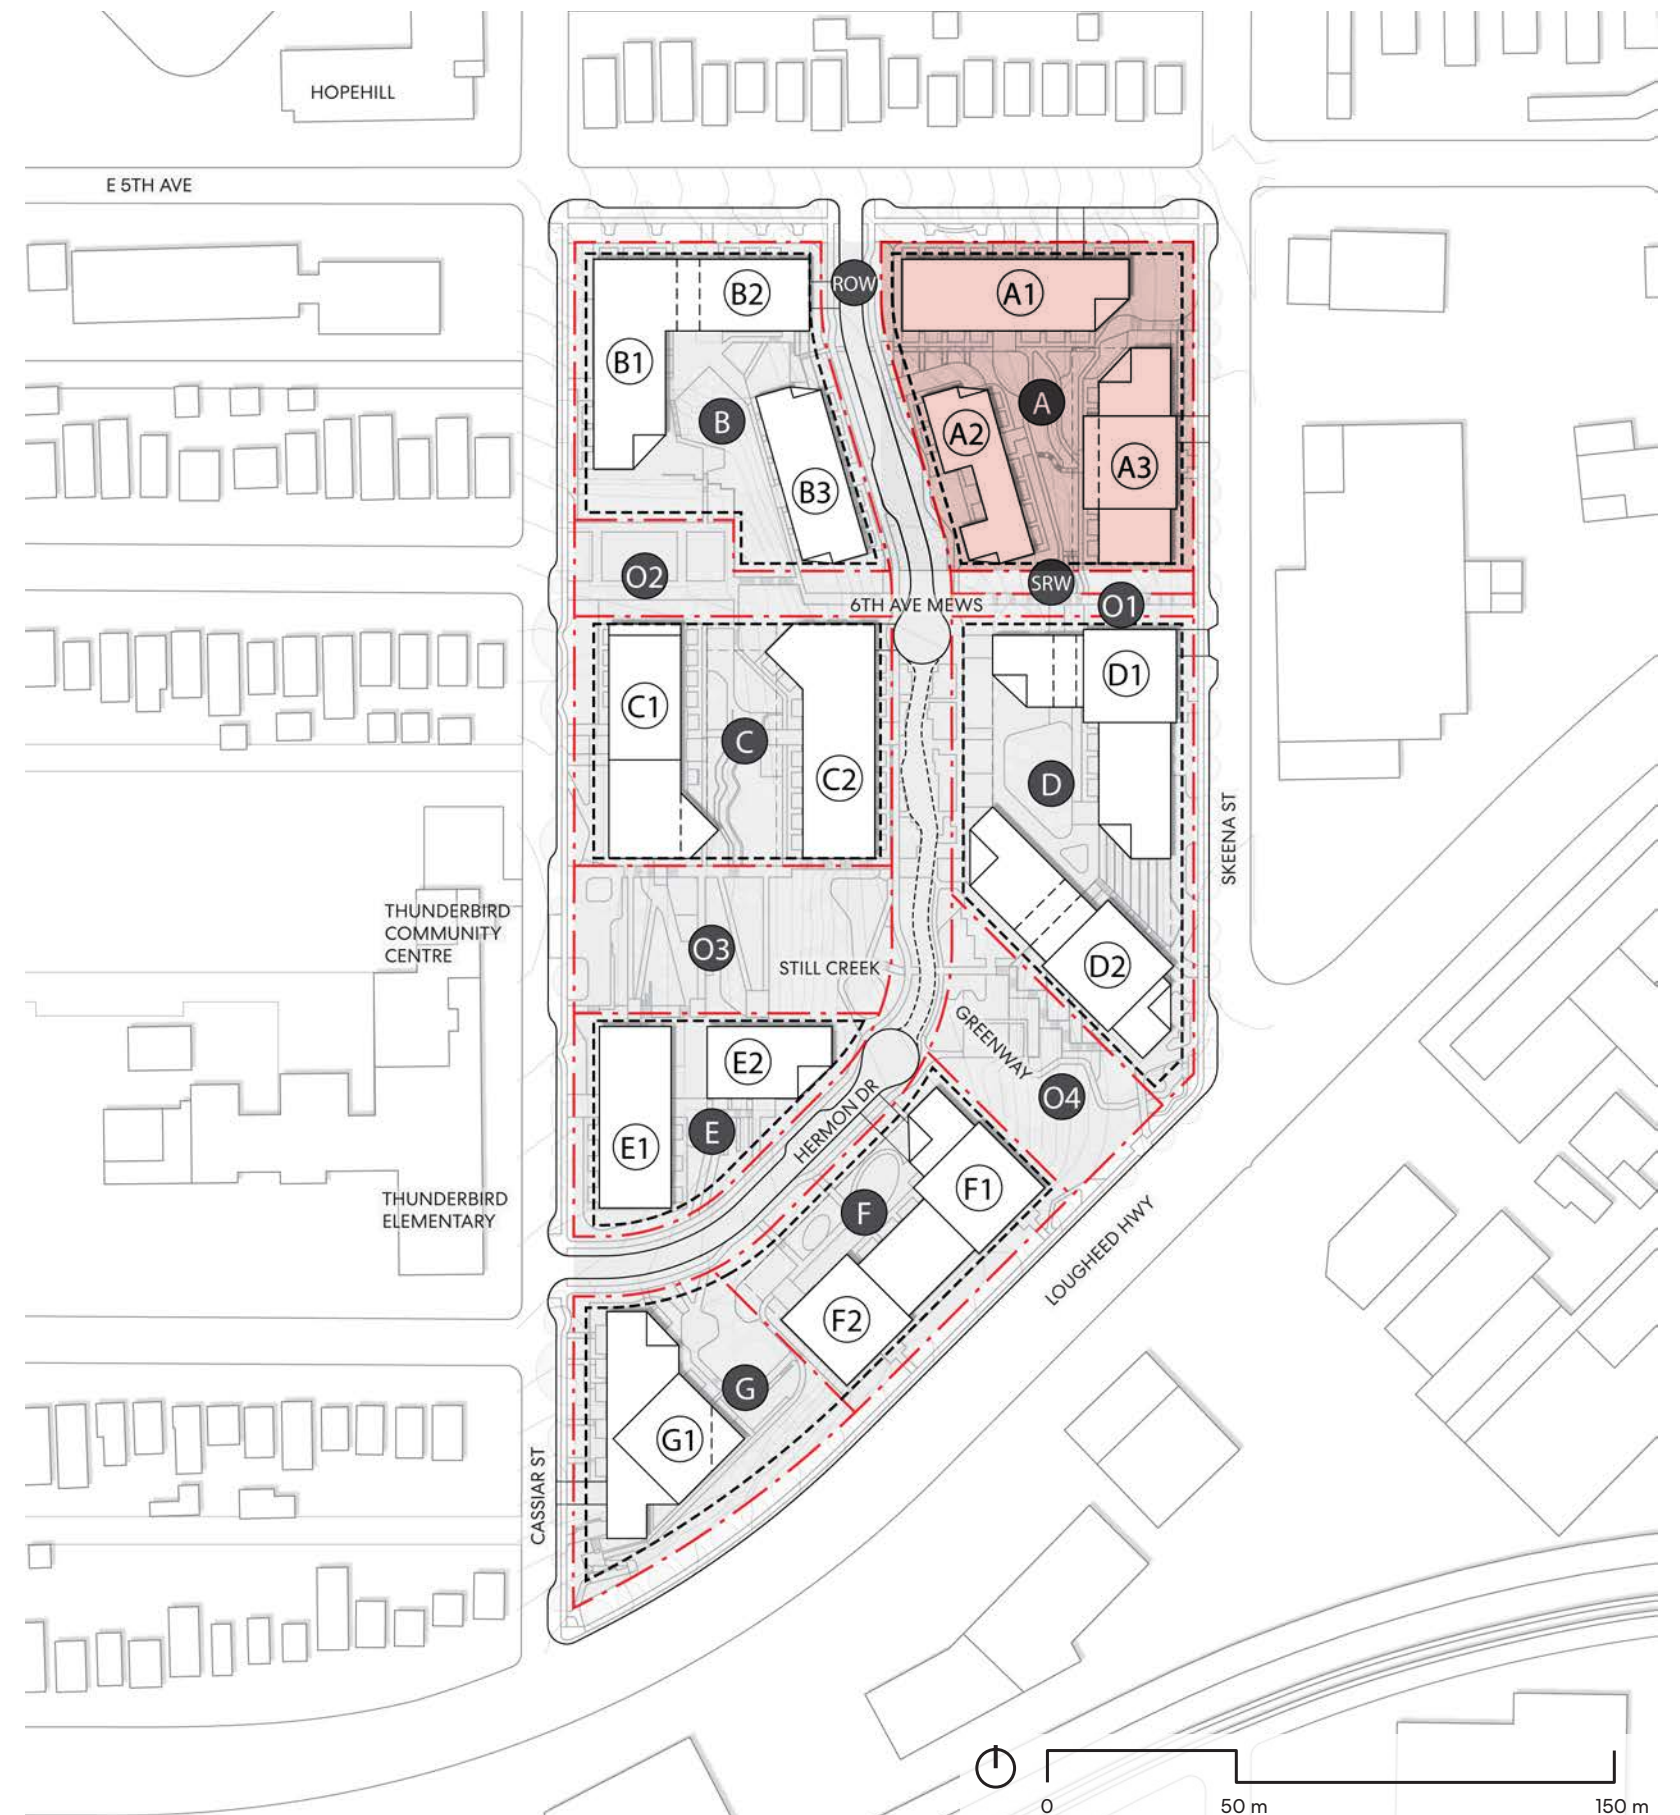 HOPEHILL
E 5TH AVE
ROW
B2
A1
B1
A
B
A2
A3
B3
O2
SRW
O1
6TH AVE MEWS
D1
C1
C
C2
D
SKEENA ST
THUNDERBIRD
COMMUNITY
CENTRE
O3
STILL CREEK
D2
GREENWAY
E2
O4
E
E1
HERMON DR
THUNDERBIRD
ELEMENTARY
F1
F
LOUGHEED HWY
F2
G
G1
CASSIAR ST
0
50 m
150 m